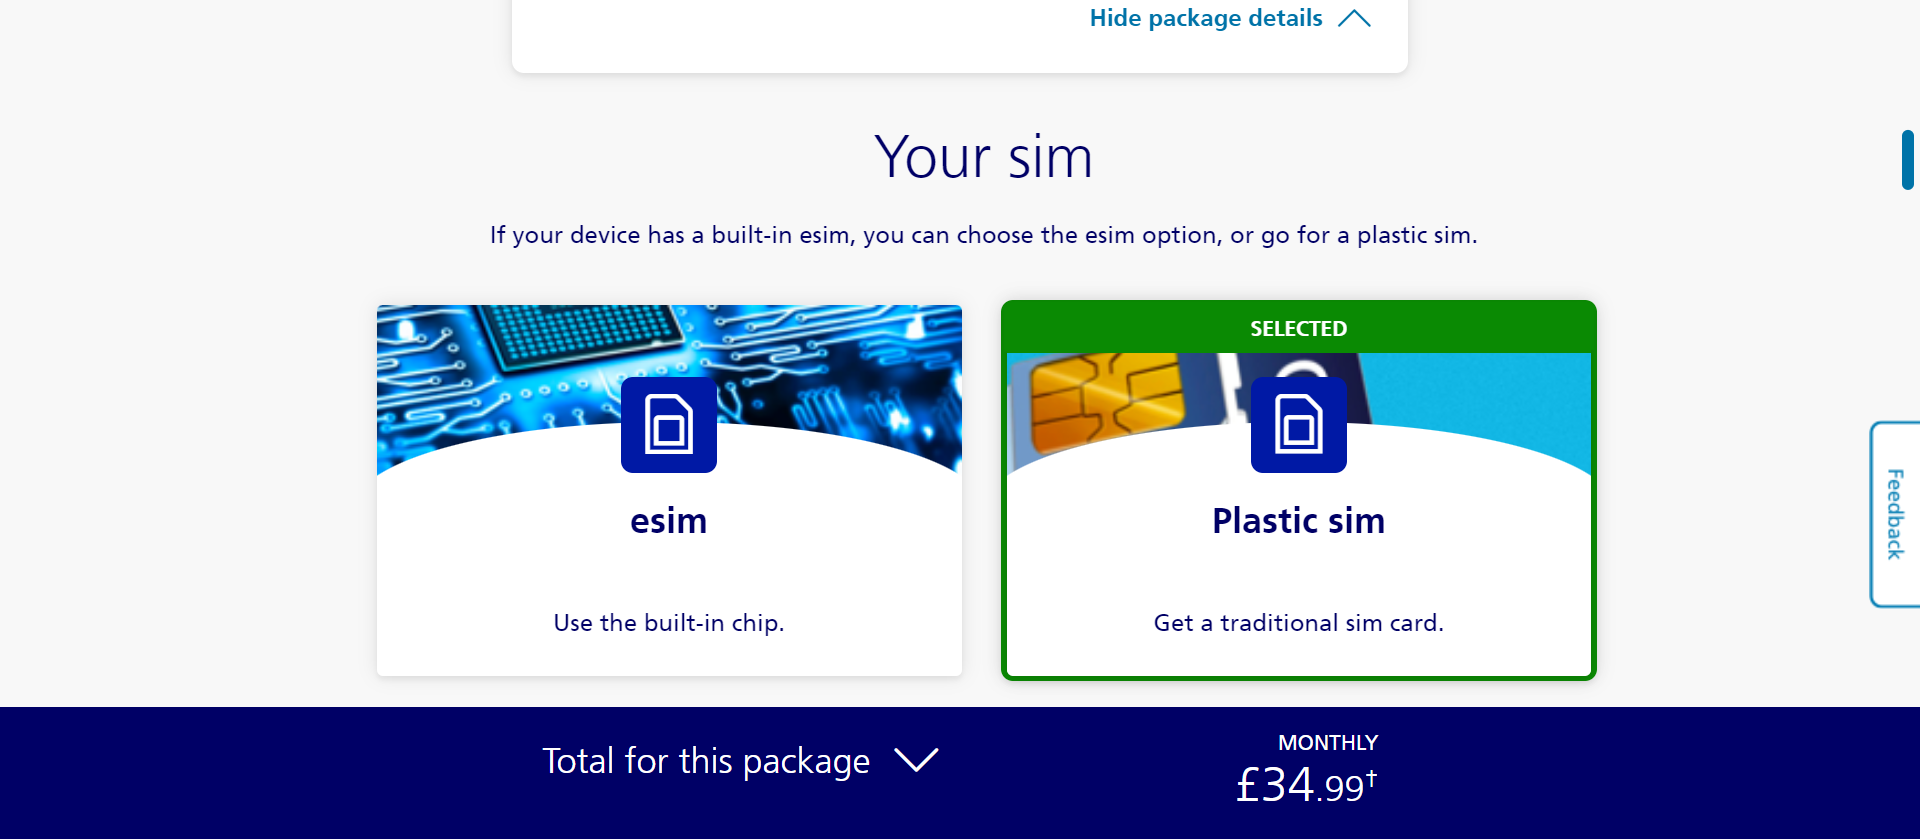 Hide package details
Your sim
If your device has a built-in esim, you can choose the esim option, or go for a plastic sim.
SELECTED
esim
Plastic sim
Use the built-in chip.
Get a traditional sim card.
Feedback
Total for this package
MONTHLY
£34.99†